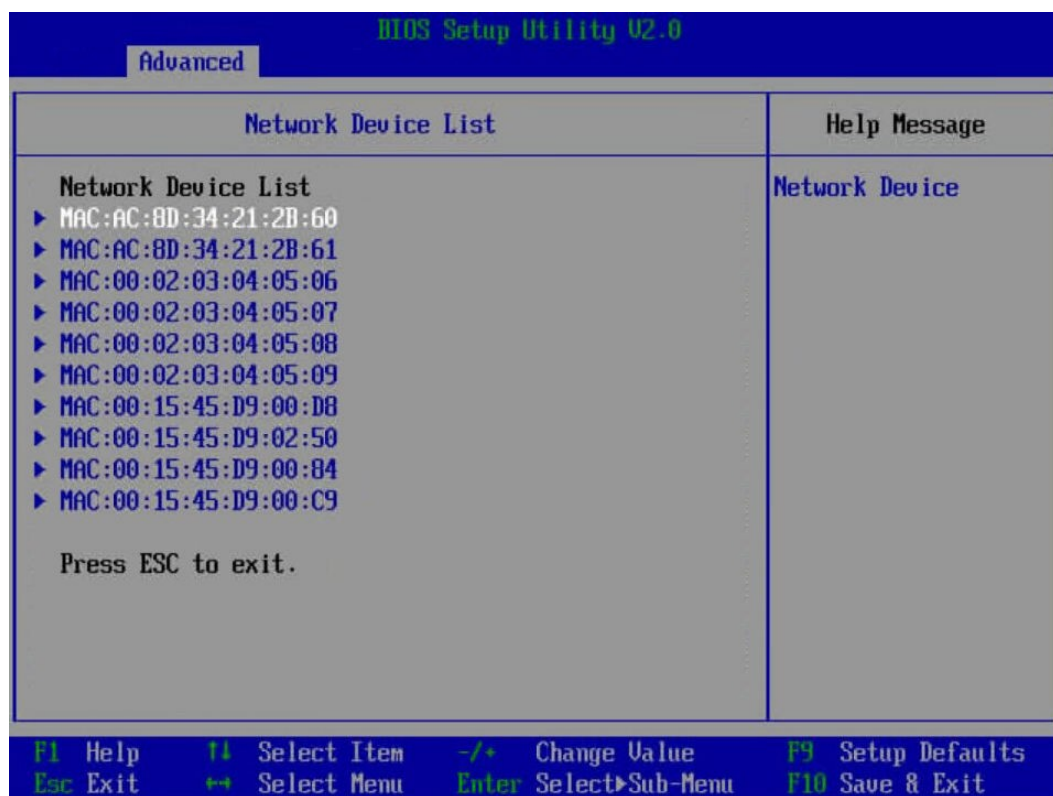 BIOS Setup Utility V2.0
Advanced
Network Device List
Help Message
Network Device List
Network Device
▶ MAC:AC:8D:34:21:2B:60
▶ MAC:AC:8D:34:21:2B:61
▶ MAC:00:02:03:04:05:06
▶ MAC:00:02:03:04:05:07
▶ MAC:00:02:03:04:05:08
▶ MAC:00:02:03:04:05:09
▶ MAC:00:15:45:D9:00:D8
▶ MAC:00:15:45:D9:02:50
▶ MAC:00:15:45:D9:00:84
▶ MAC:00:15:45:D9:00:C9
Press ESC to exit.
F1 Help ↑↓ Select Item -/+ Change Value F9 Setup Defaults
Esc Exit ↔ Select Menu Enter Select▶Sub-Menu F10 Save & Exit